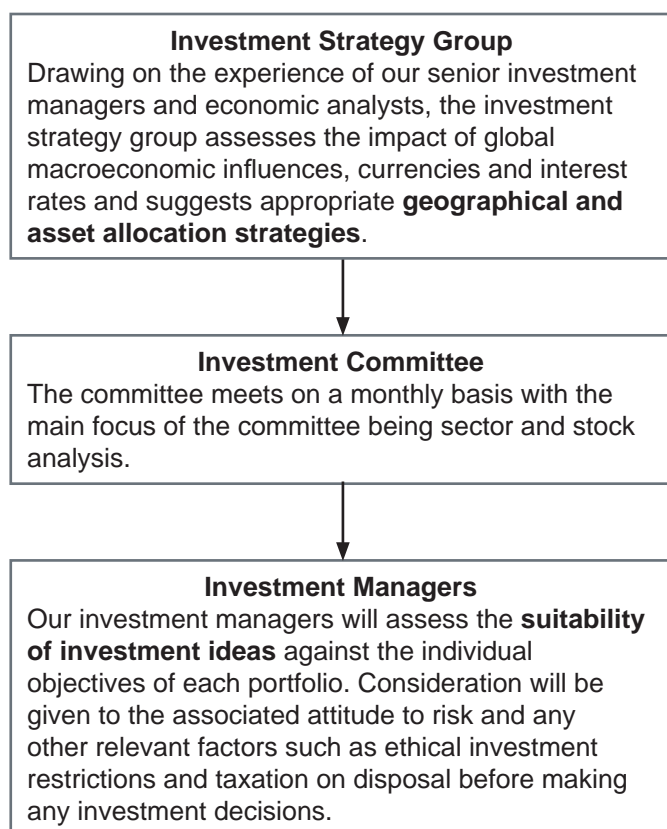 Investment Strategy Group
Drawing on the experience of our senior investment
managers and economic analysts, the investment
strategy group assesses the impact of global
macroeconomic influences, currencies and interest
rates and suggests appropriate geographical and
asset allocation strategies.
Investment Committee
The committee meets on a monthly basis with the
main focus of the committee being sector and stock
analysis.
Investment Managers
Our investment managers will assess the suitability
of investment ideas against the individual
objectives of each portfolio. Consideration will be
given to the associated attitude to risk and any
other relevant factors such as ethical investment
restrictions and taxation on disposal before making
any investment decisions.